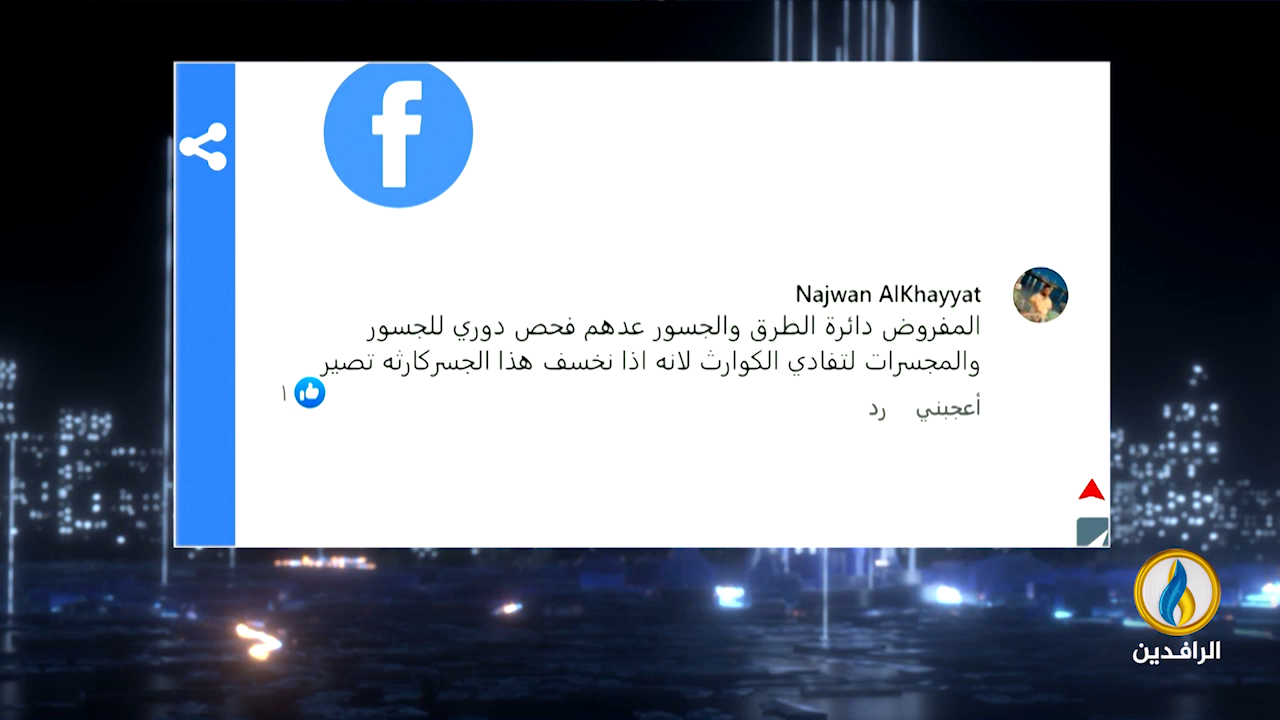 f
Najwan AlKhayyat
المفروض دائرة الطرق والجسور عدهم فحص دوري للجسور
والمجسرات لتفادي الكوارث لانه اذا نخسف هذا الجسركارثه تصير
١
أعجبني رد
الرافدين